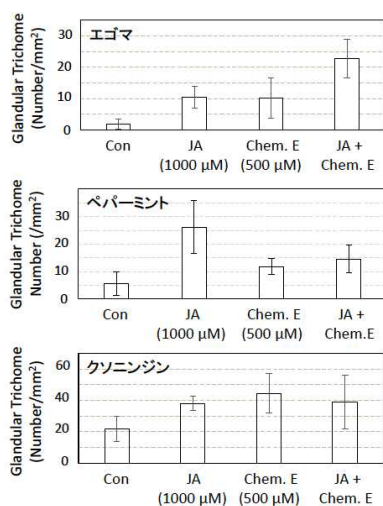 エゴマ
Glandular Trichome
(Number/mm²)
30
20
10
0
Con
JA
(1000 μM)
Chem. E
(500 μM)
JA +
Chem. E
ペパーミント
Glandular Trichome
Number (/mm²)
30
20
10
0
Con
JA
(1000 μM)
Chem. E
(500 μM)
JA +
Chem.E
クソニンジン
Glandular Trichome
(Number/mm²)
60
40
20
0
Con
JA
(1000 μM)
Chem. E
(500 μM)
JA +
Chem. E